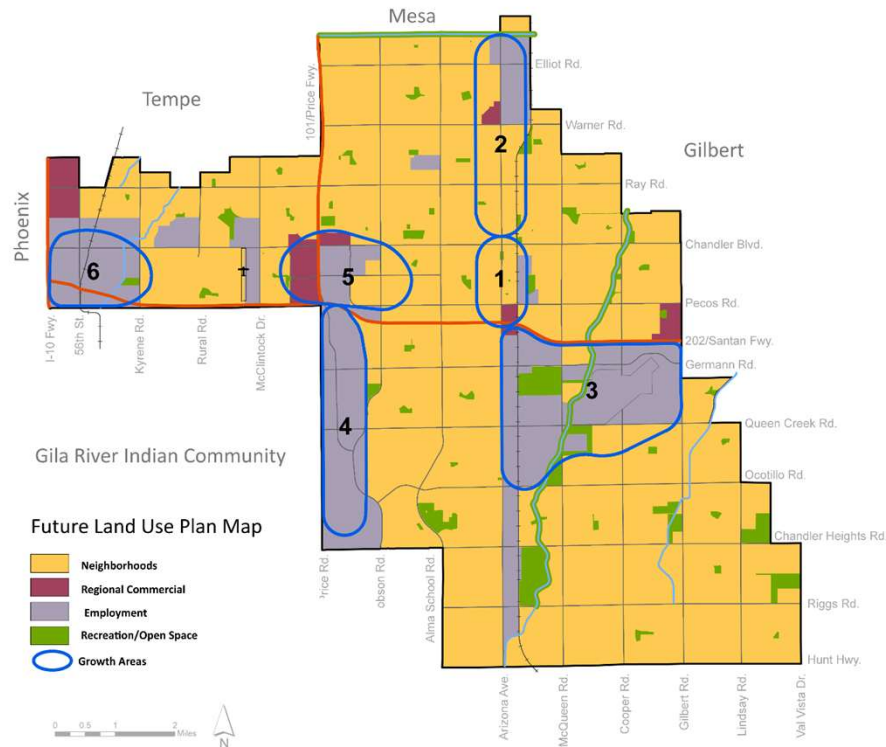 Mesa
Elliot Rd.
Tempe
101/Price Fwy.
Warner Rd.
2
Gilbert
Ray Rd.
Phoenix
Chandler Blvd.
6
5
1
Pecos Rd.
I-10 Fwy.
56th St.
Kyrene Rd.
Rural Rd.
McClintock Dr.
202/Santan Fwy.
Germann Rd.
3
4
Queen Creek Rd.
Gila River Indian Community
Ocotillo Rd.
Future Land Use Plan Map
Chandler Heights Rd.
Neighborhoods
Regional Commercial
Employment
Recreation/Open Space
Growth Areas
Price Rd.
obson Rd.
Alma School Rd.
Riggs Rd.
Hunt Hwy.
Arizona Ave.
McQueen Rd.
Cooper Rd.
Gilbert Rd.
Lindsay Rd.
Val Vista Dr.
0 0.5 1 2
Miles
N